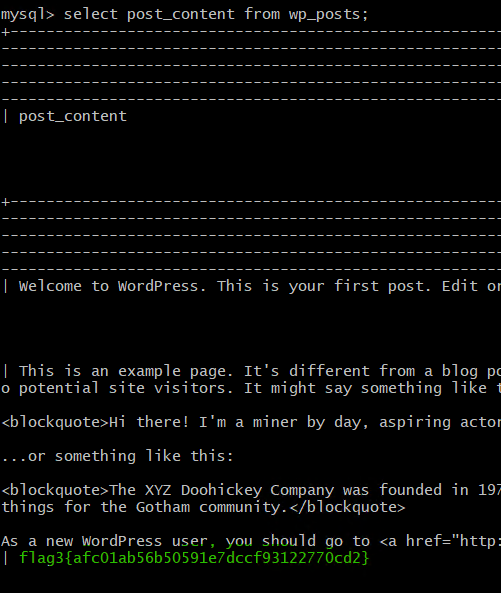 mysql> select post_content from wp_posts;
+-----------------------------------------------------------
------------------------------------------------------------
------------------------------------------------------------
------------------------------------------------------------
------------------------------------------------------------
| post_content
+-----------------------------------------------------------
------------------------------------------------------------
------------------------------------------------------------
------------------------------------------------------------
------------------------------------------------------------
| Welcome to WordPress. This is your first post. Edit or
| This is an example page. It's different from a blog po
o potential site visitors. It might say something like t
<blockquote>Hi there! I'm a miner by day, aspiring actor
...or something like this:
<blockquote>The XYZ Doohickey Company was founded in 197
things for the Gotham community.</blockquote>
As a new WordPress user, you should go to <a href="http:
| flag3{afc01ab56b50591e7dccf93122770cd2}